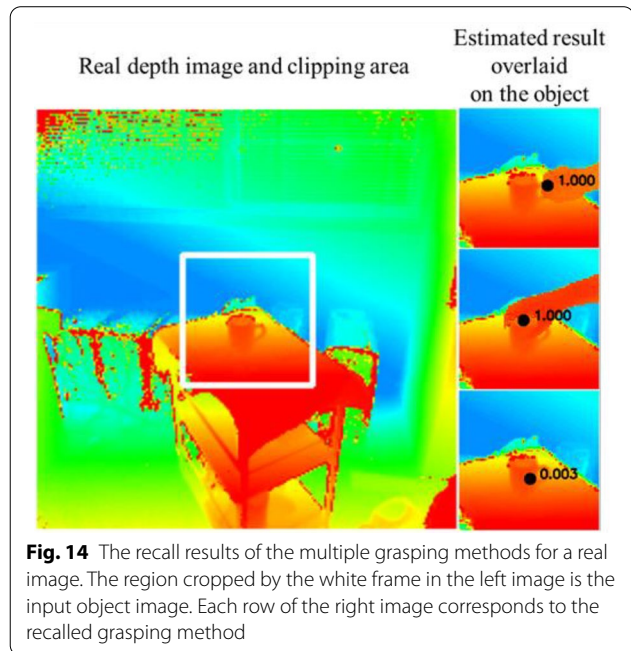 Real depth image and clipping area
Estimated result
overlaid
on the object
1.000
1.000
0.003
Fig. 14 The recall results of the multiple grasping methods for a real
image. The region cropped by the white frame in the left image is the
input object image. Each row of the right image corresponds to the
recalled grasping method